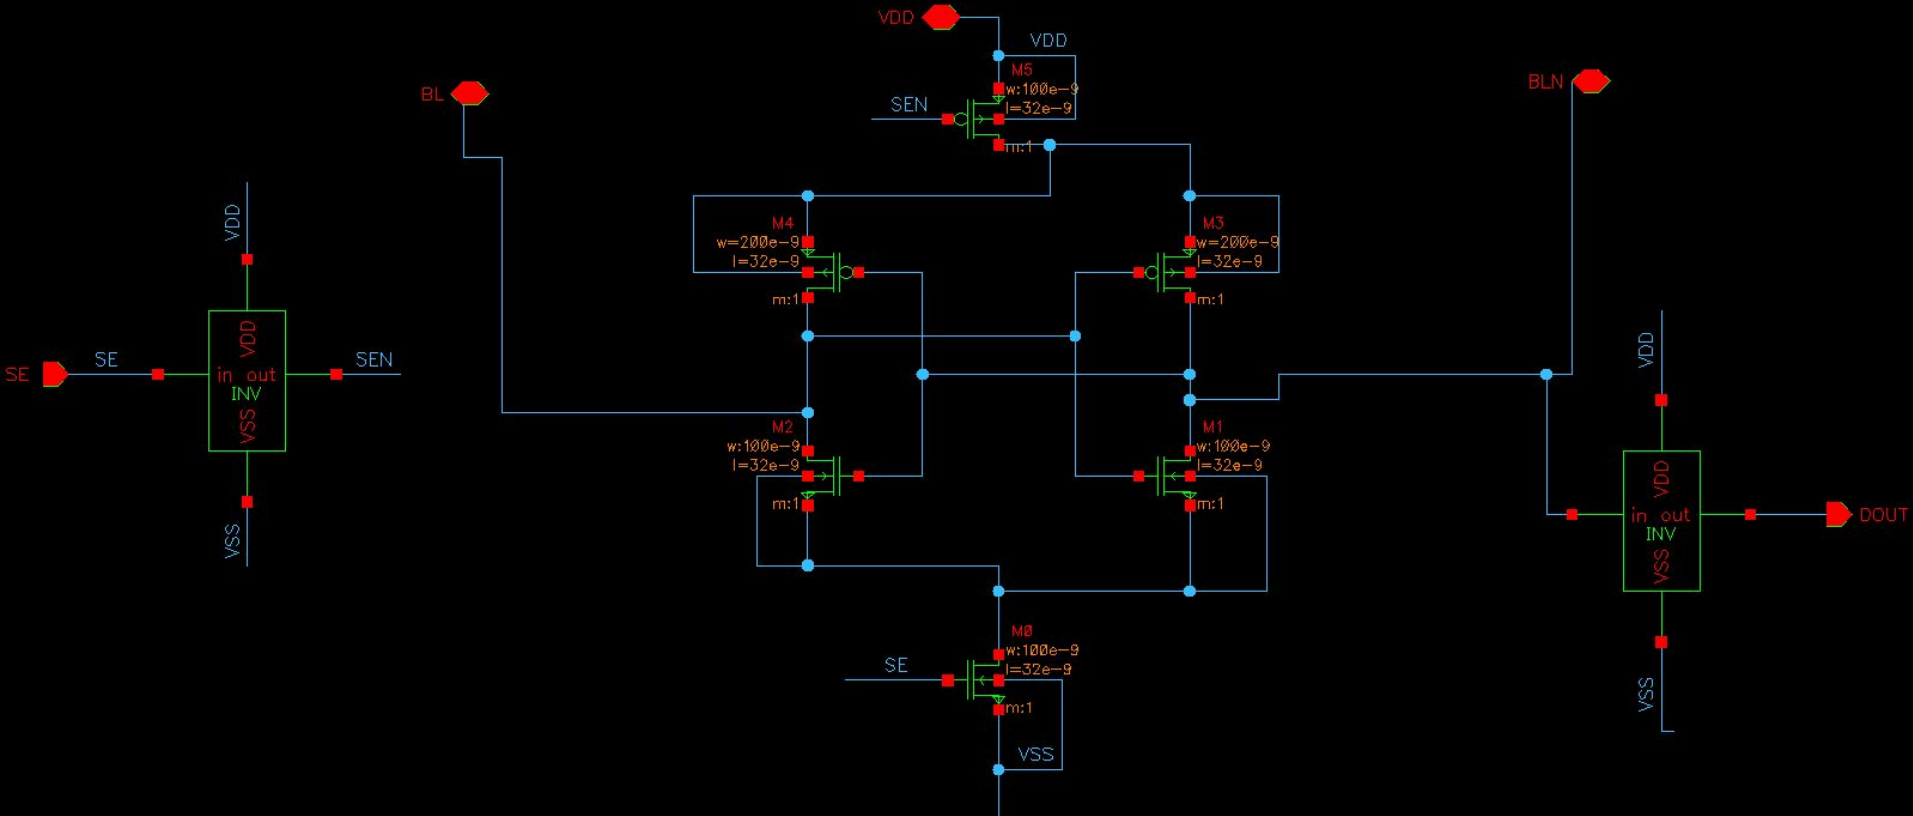 VDD
VDD
M5
w:100e-9
l=32e-9
SEN
m:1
BL
BLN
VDD
M4
w=200e-9
l=32e-9
m:1
M3
w=200e-9
l=32e-9
m:1
SE
SE
VDD
in out
INV
VSS
SEN
VSS
M2
w:100e-9
l=32e-9
m:1
M1
w:100e-9
l=32e-9
m:1
VDD
VDD
in out
INV
VSS
DOUT
VSS
M0
w:100e-9
l=32e-9
SE
m:1
VSS